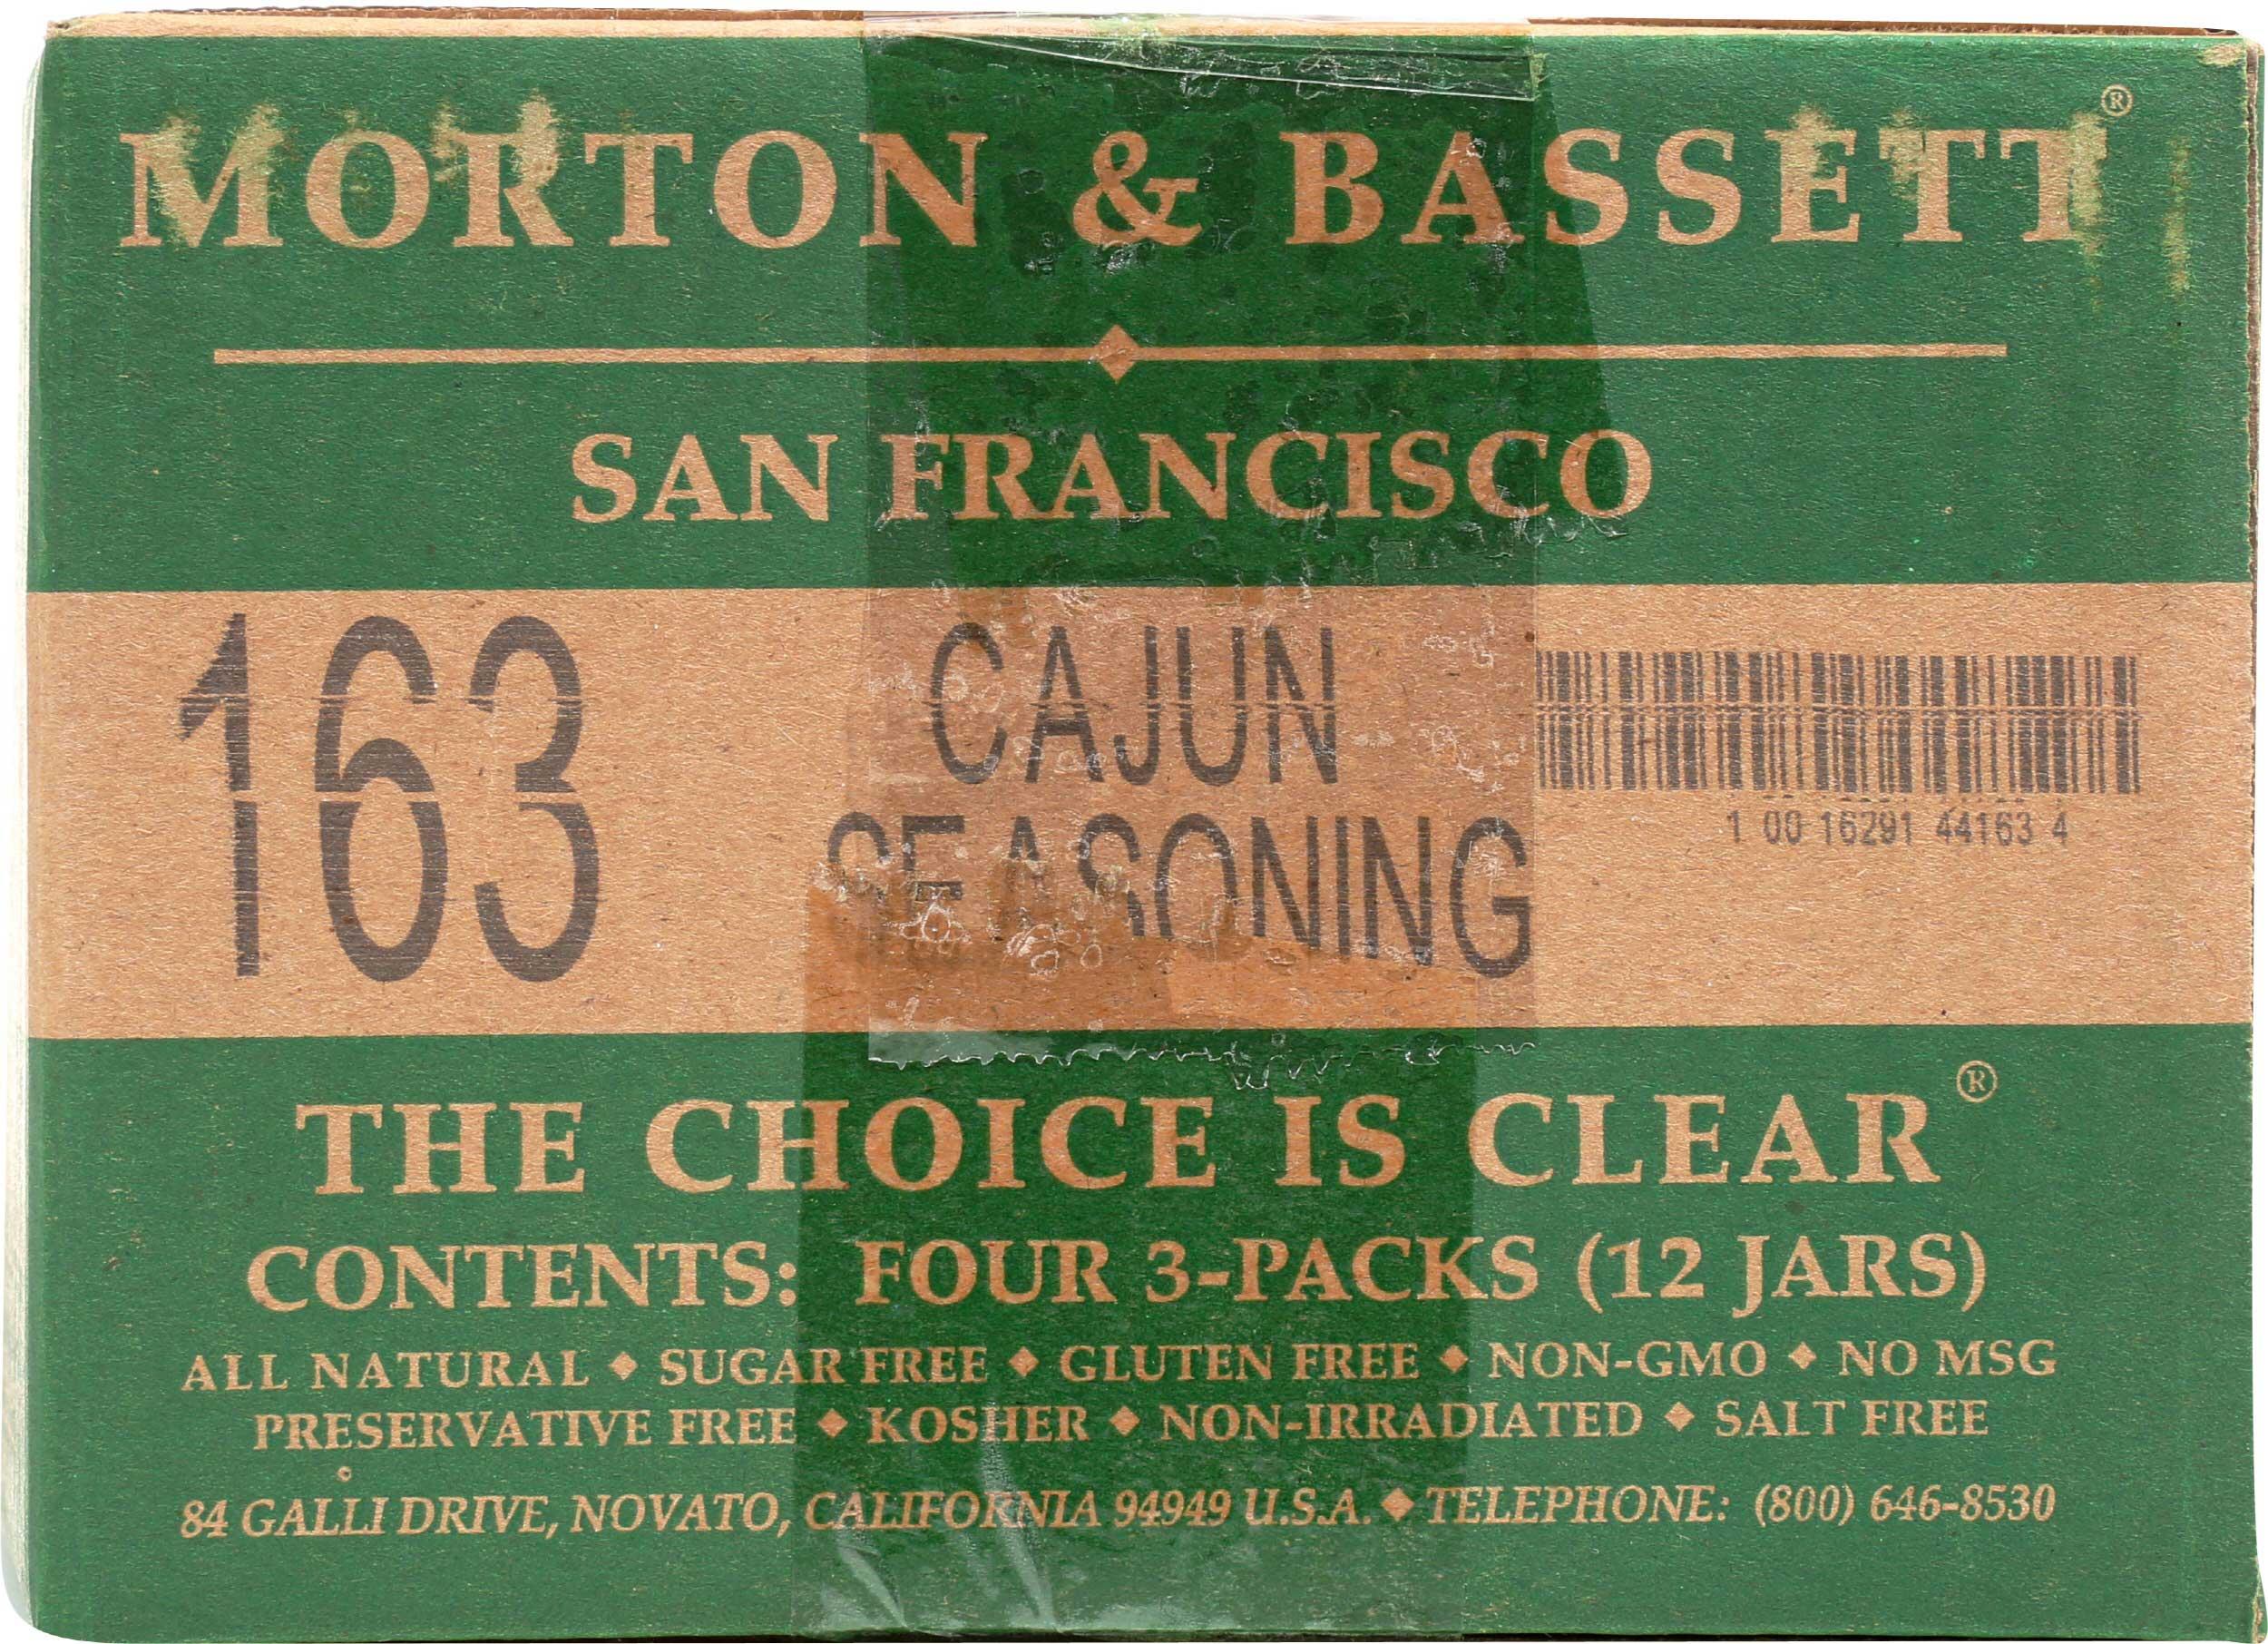 MORTON & BASSETT®
SAN FRANCISCO
163
CAJUN
SEASONING
1 00 16291 44163 4
THE CHOICE IS CLEAR®
CONTENTS: FOUR 3-PACKS (12 JARS)
ALL NATURAL ◆ SUGAR FREE ◆ GLUTEN FREE ◆ NON-GMO ◆ NO MSG
PRESERVATIVE FREE ◆ KOSHER ◆ NON-IRRADIATED ◆ SALT FREE
84 GALLI DRIVE, NOVATO, CALIFORNIA 94949 U.S.A. ◆ TELEPHONE: (800) 646-8530